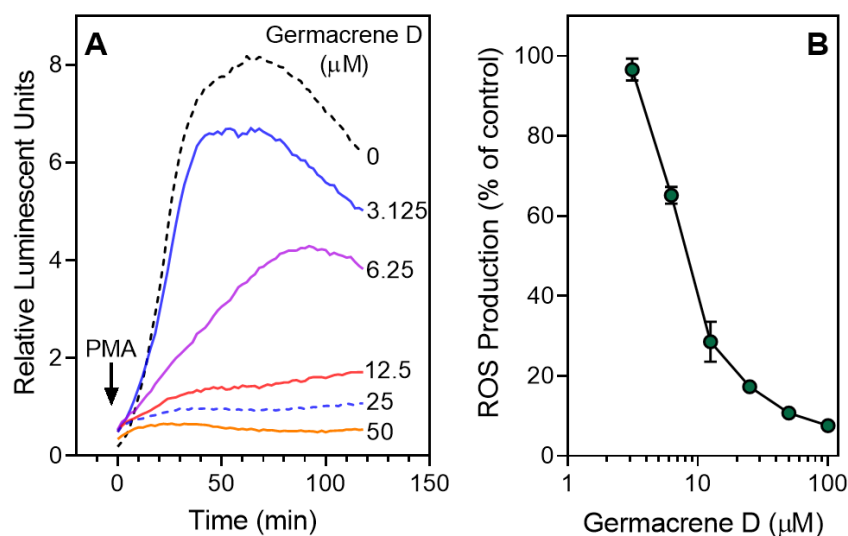 A
Germacrene D
(μM)
Relative Luminescent Units
8
6
4
2
0
PMA
0
3.125
6.25
12.5
25
50
0
50
100
150
Time (min)
B
ROS Production (% of control)
100
80
60
40
20
0
1
10
100
Germacrene D (μM)